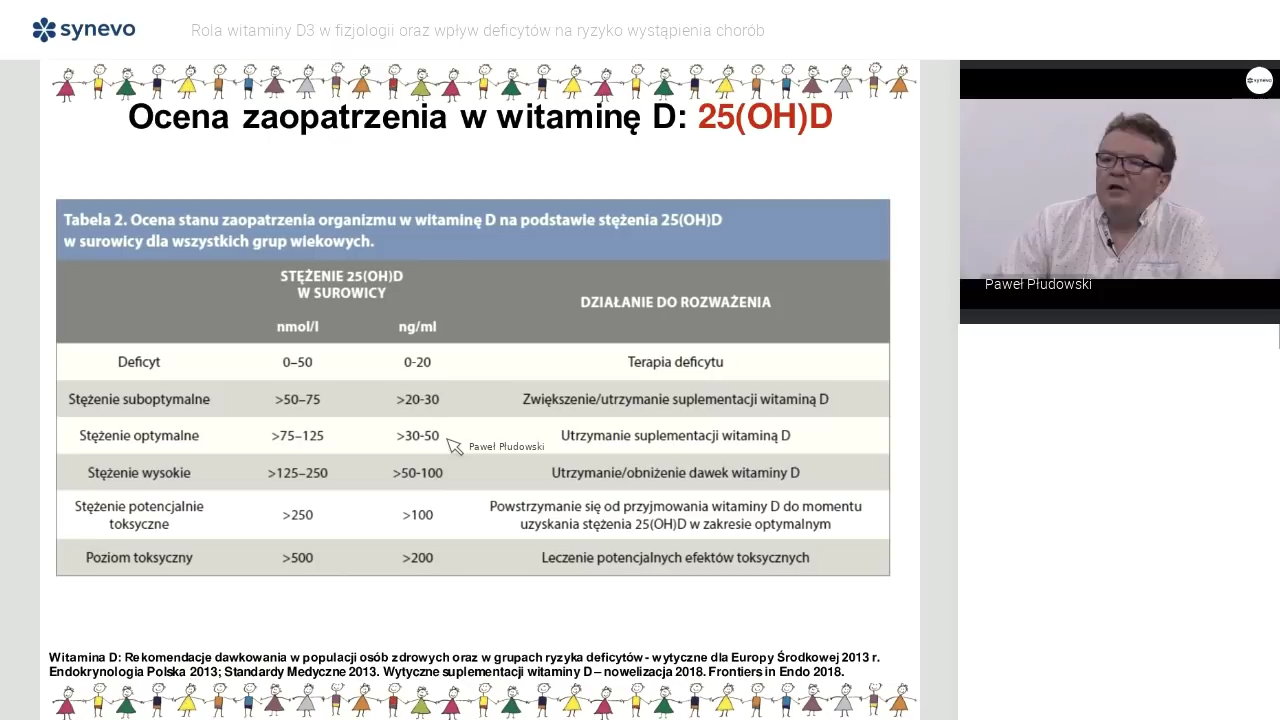 synevo
Rola witaminy D3 w fizjologii oraz wpływ deficytów na ryzyko wystąpienia chorób
Ocena zaopatrzenia w witaminę D: 25(OH)D
Tabela 2. Ocena stanu zaopatrzenia organizmu w witaminę D na podstawie stężenia 25(OH)D
w surowicy dla wszystkich grup wiekowych.
STĘŻENIE 25(OH)D
W SUROWICY
DZIAŁANIE DO ROZWAŻENIA
nmol/l ng/ml
Deficyt 0–50 0-20 Terapia deficytu
Stężenie suboptymalne >50–75 >20-30 Zwiększenie/utrzymanie suplementacji witaminą D
Stężenie optymalne >75–125 >30-50 Utrzymanie suplementacji witaminą D
Paweł Płudowski
Stężenie wysokie >125–250 >50-100 Utrzymanie/obniżenie dawek witaminy D
Stężenie potencjalnie
toksyczne
>250 >100
Powstrzymanie się od przyjmowania witaminy D do momentu
uzyskania stężenia 25(OH)D w zakresie optymalnym
Poziom toksyczny >500 >200 Leczenie potencjalnych efektów toksycznych
Witamina D: Rekomendacje dawkowania w populacji osób zdrowych oraz w grupach ryzyka deficytów - wytyczne dla Europy Środkowej 2013 r.
Endokrynologia Polska 2013; Standardy Medyczne 2013. Wytyczne suplementacji witaminy D – nowelizacja 2018. Frontiers in Endo 2018.
synevo
Paweł Płudowski